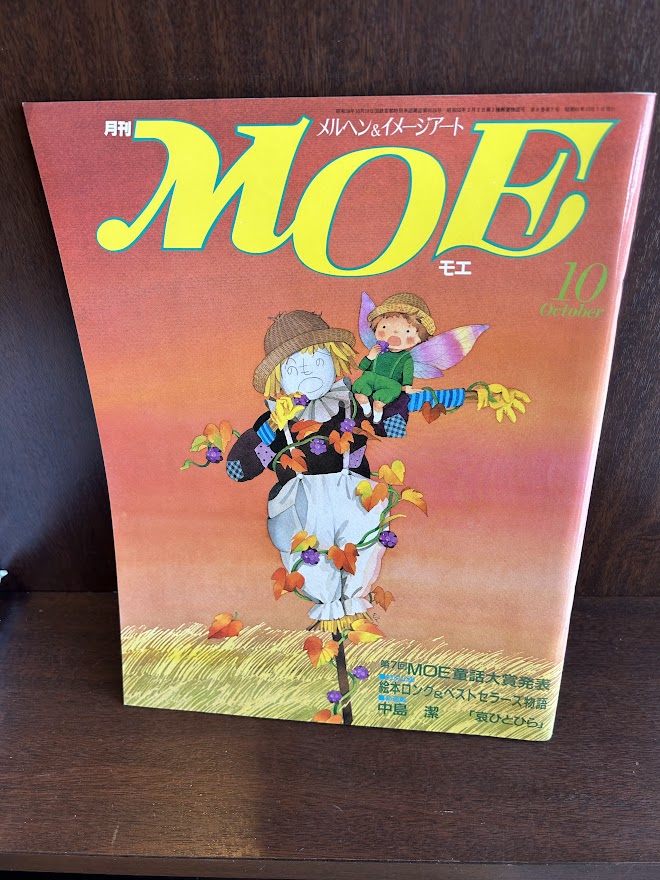 月刊
メルヘン&イメージアート
MOE
モエ
10
October
第7回MOE童話大賞発表
絵本ロング&ベストセラーズ物語
中島 潔 「哀ひとひら」